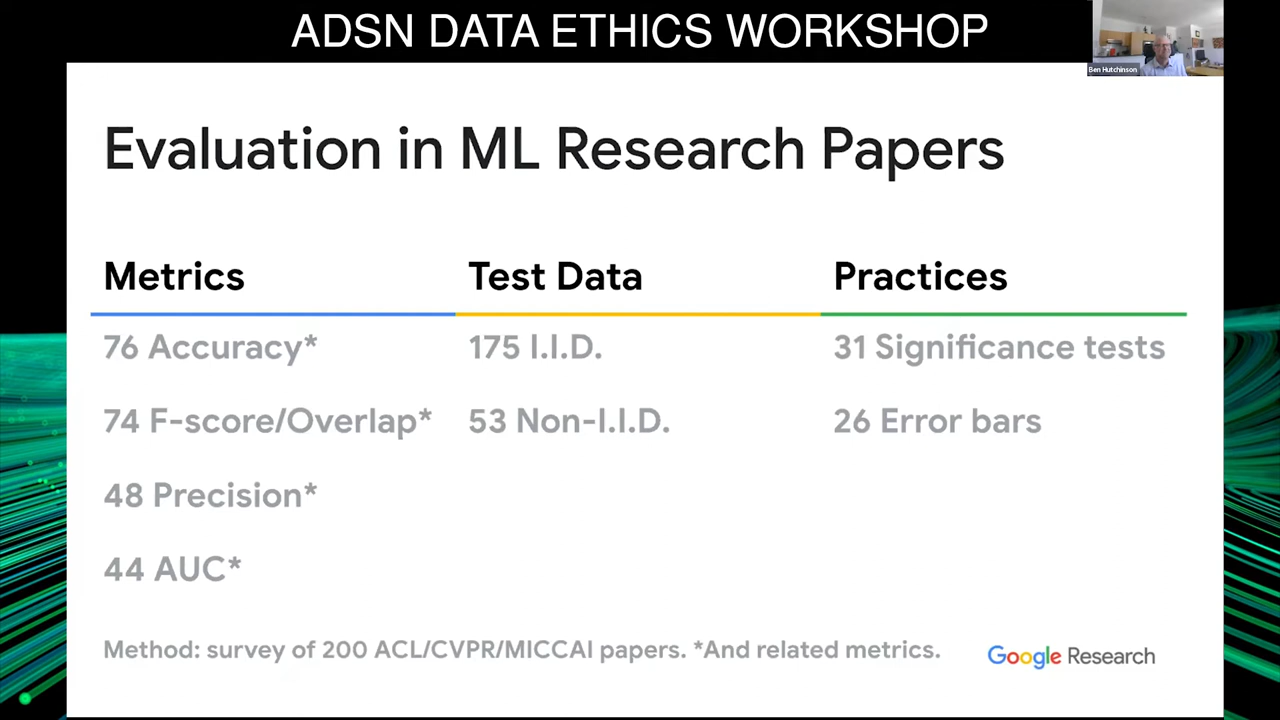 ADSN DATA ETHICS WORKSHOP
Ben Hutchinson
Evaluation in ML Research Papers
Metrics Test Data Practices
76 Accuracy* 175 I.I.D. 31 Significance tests
74 F-score/Overlap* 53 Non-I.I.D. 26 Error bars
48 Precision*
44 AUC*
Method: survey of 200 ACL/CVPR/MICCAI papers. *And related metrics.
Google Research